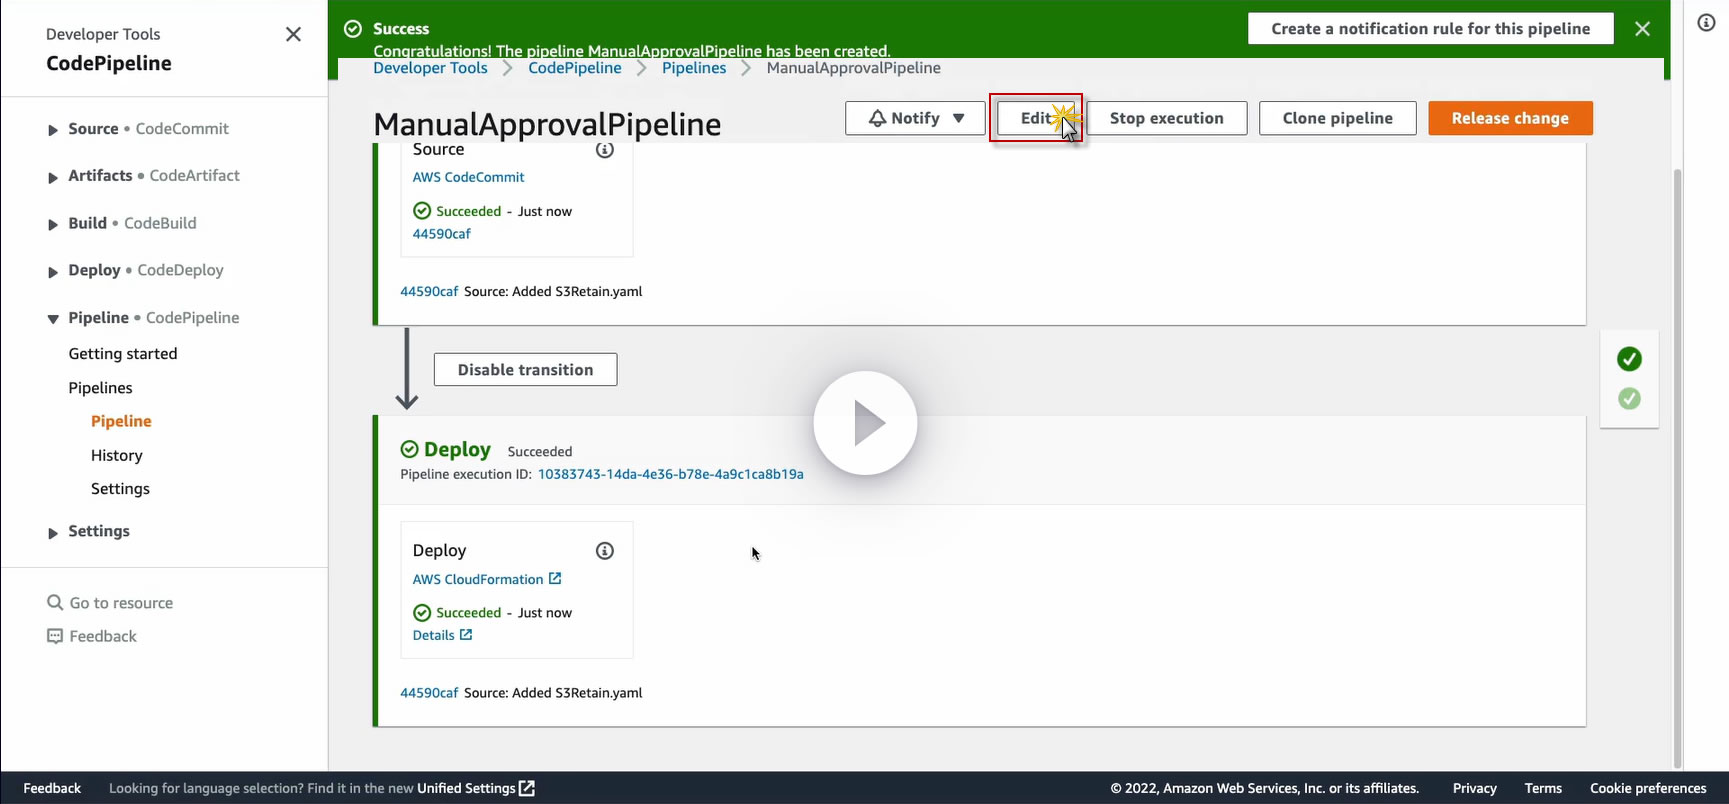 Developer Tools
CodePipeline
Source • CodeCommit
Artifacts • CodeArtifact
Build • CodeBuild
Deploy • CodeDeploy
Pipeline • CodePipeline
Getting started
Pipelines
Pipeline
History
Settings
Settings
Go to resource
Feedback
Success
Congratulations! The pipeline ManualApprovalPipeline has been created.
Create a notification rule for this pipeline
Developer Tools > CodePipeline > Pipelines > ManualApprovalPipeline
ManualApprovalPipeline
Notify
Edit
Stop execution
Clone pipeline
Release change
Source
AWS CodeCommit
Succeeded - Just now
44590caf
44590caf Source: Added S3Retain.yaml
Disable transition
Deploy Succeeded
Pipeline execution ID: 10383743-14da-4e36-b78e-4a9c1ca8b19a
Deploy
AWS CloudFormation
Succeeded - Just now
Details
44590caf Source: Added S3Retain.yaml
Feedback
Looking for language selection? Find it in the new Unified Settings
© 2022, Amazon Web Services, Inc. or its affiliates.
Privacy
Terms
Cookie preferences